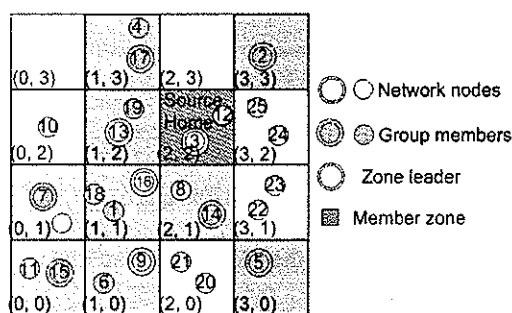 4
17 2
(0, 3) (1, 3) (2, 3) (3, 3)
Source
Home
19 12 25
10 13 3 24
(0, 2) (1, 2) (2, 2) (3, 2)
7 18 16 8 23
1 14 22
(0, 1) (1, 1) (2, 1) (3, 1)
11 15 9 21 5
6 20
(0, 0) (1, 0) (2, 0) (3, 0)
Network nodes
Group members
Zone leader
Member zone